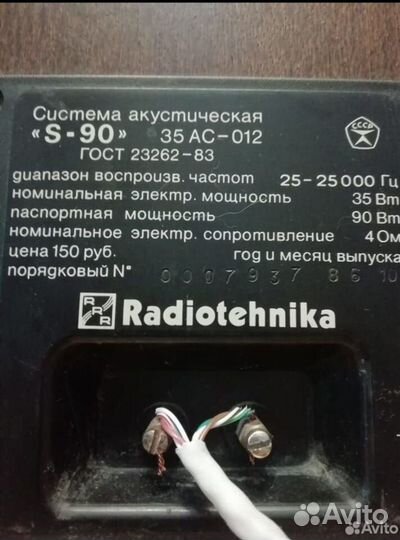 Система акустическая
«S-90» 35 АС-012
СССР
ГОСТ 23262-83
диапазон воспроизв. частот 25-25000 Гц
номинальная электр. мощность 35 Вт
паспортная мощность 90 Вт
номинальное электр. сопротивление 4 Ом
цена 150 руб. год и месяц выпуска
порядковый N° 0007937 86 10
RRR Radiotehnika
Avito